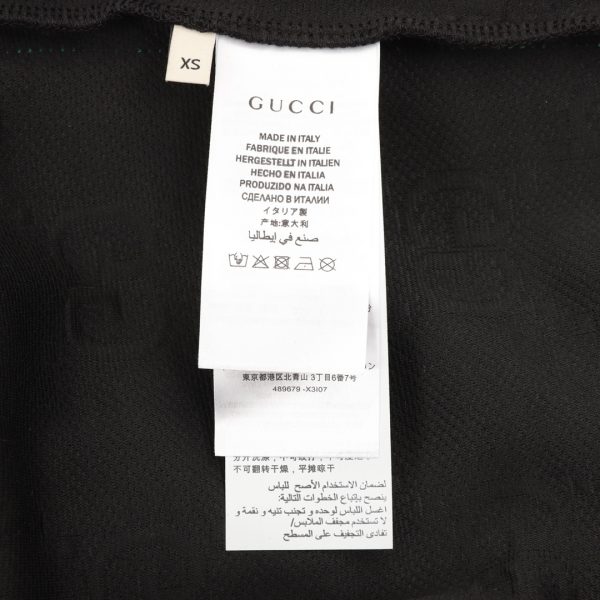 XS
GUCCI
MADE IN ITALY
FABRIQUE EN ITALIE
HERGESTELLT IN ITALIEN
HECHO EN ITALIA
PRODUZIDO NA ITALIA
СДЕЛАНО В ИТАЛИИ
イタリア製
产地:意大利
صنع في إيطاليا
ン
東京都港区北青山 3丁目6番7号
489679 -X3I07
不可翻转干燥，平摊晾干
لضمان الاستخدام الأصح للباس
ينصح بإتباع الخطوات التالية:
اغسل اللباس لوحده و تجنب تليه و نقعة و
لا تستخدم مجفف الملابس/
تفادى التجفيف على المسطح